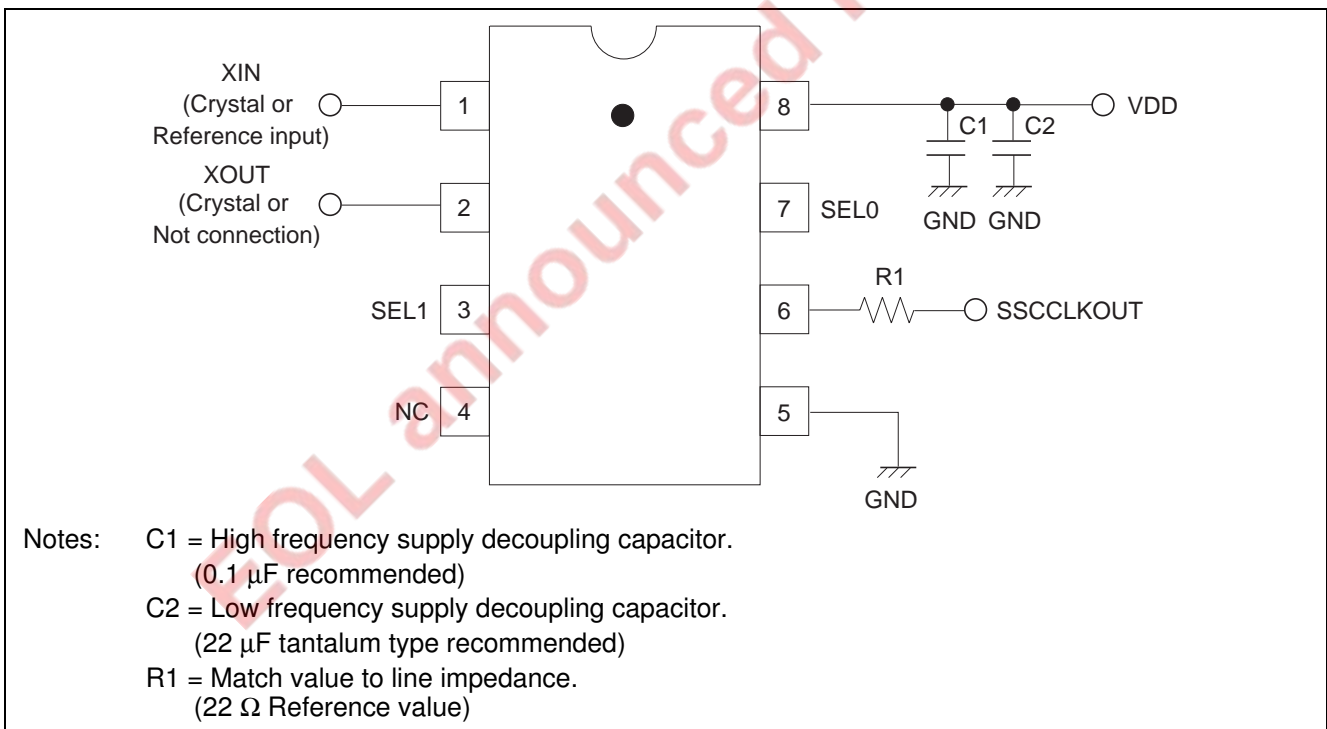 XIN
(Crystal or
Reference input)
1
XOUT
(Crystal or
Not connection)
2
SEL1
3
NC
4
8
VDD
C1
C2
GND
GND
7
SEL0
6
R1
SSCCLKOUT
5
GND
Notes: C1 = High frequency supply decoupling capacitor.
(0.1 μF recommended)
C2 = Low frequency supply decoupling capacitor.
(22 μF tantalum type recommended)
R1 = Match value to line impedance.
(22 Ω Reference value)
EOL announced